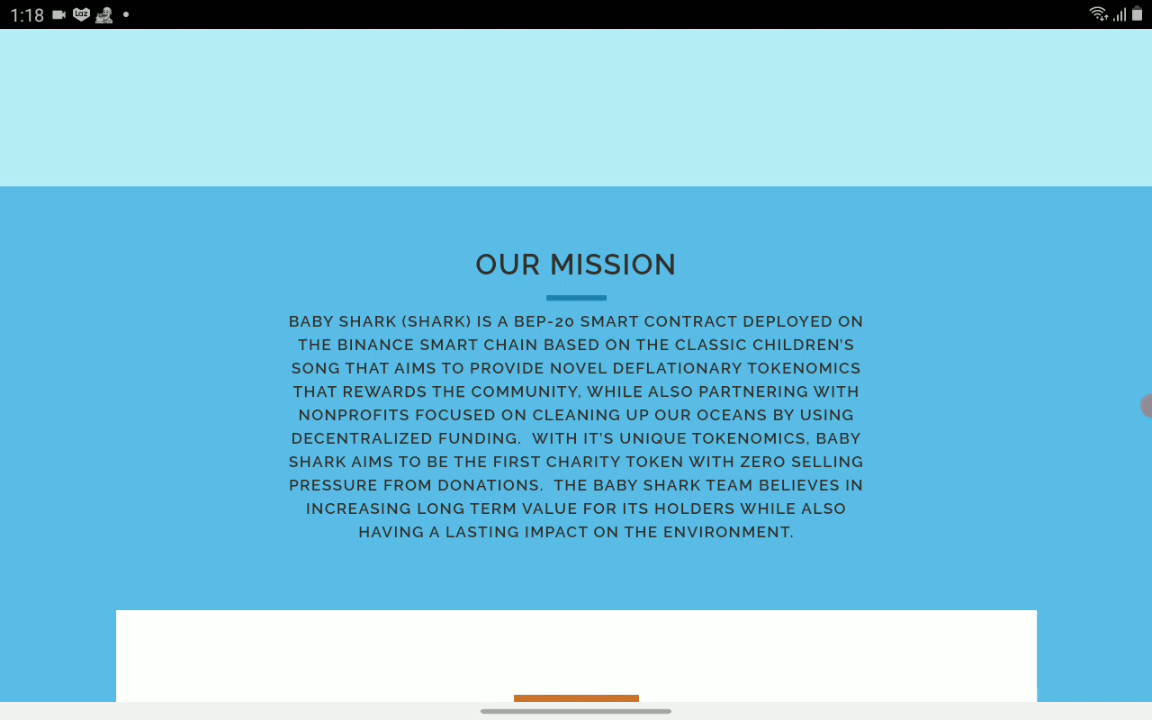 1:18 Laz
OUR MISSION
BABY SHARK (SHARK) IS A BEP-20 SMART CONTRACT DEPLOYED ON
THE BINANCE SMART CHAIN BASED ON THE CLASSIC CHILDREN'S
SONG THAT AIMS TO PROVIDE NOVEL DEFLATIONARY TOKENOMICS
THAT REWARDS THE COMMUNITY, WHILE ALSO PARTNERING WITH
NONPROFITS FOCUSED ON CLEANING UP OUR OCEANS BY USING
DECENTRALIZED FUNDING. WITH IT'S UNIQUE TOKENOMICS, BABY
SHARK AIMS TO BE THE FIRST CHARITY TOKEN WITH ZERO SELLING
PRESSURE FROM DONATIONS. THE BABY SHARK TEAM BELIEVES IN
INCREASING LONG TERM VALUE FOR ITS HOLDERS WHILE ALSO
HAVING A LASTING IMPACT ON THE ENVIRONMENT.